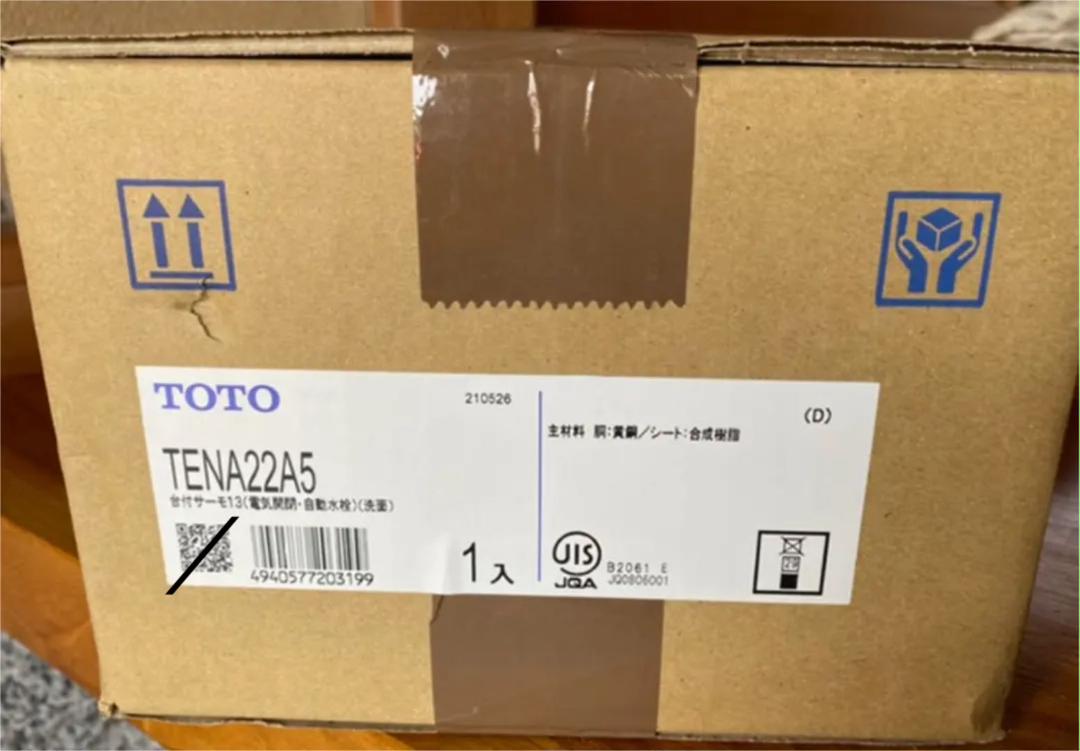 TOTO
210526
TENA22A5
台付サーモ13(電気開閉・自動水栓)(洗面)
4940577203199
1入
(D)
主材料 胴:黄銅/シート:合成樹脂
JIS
JQA
B2061 E
JQ0806001